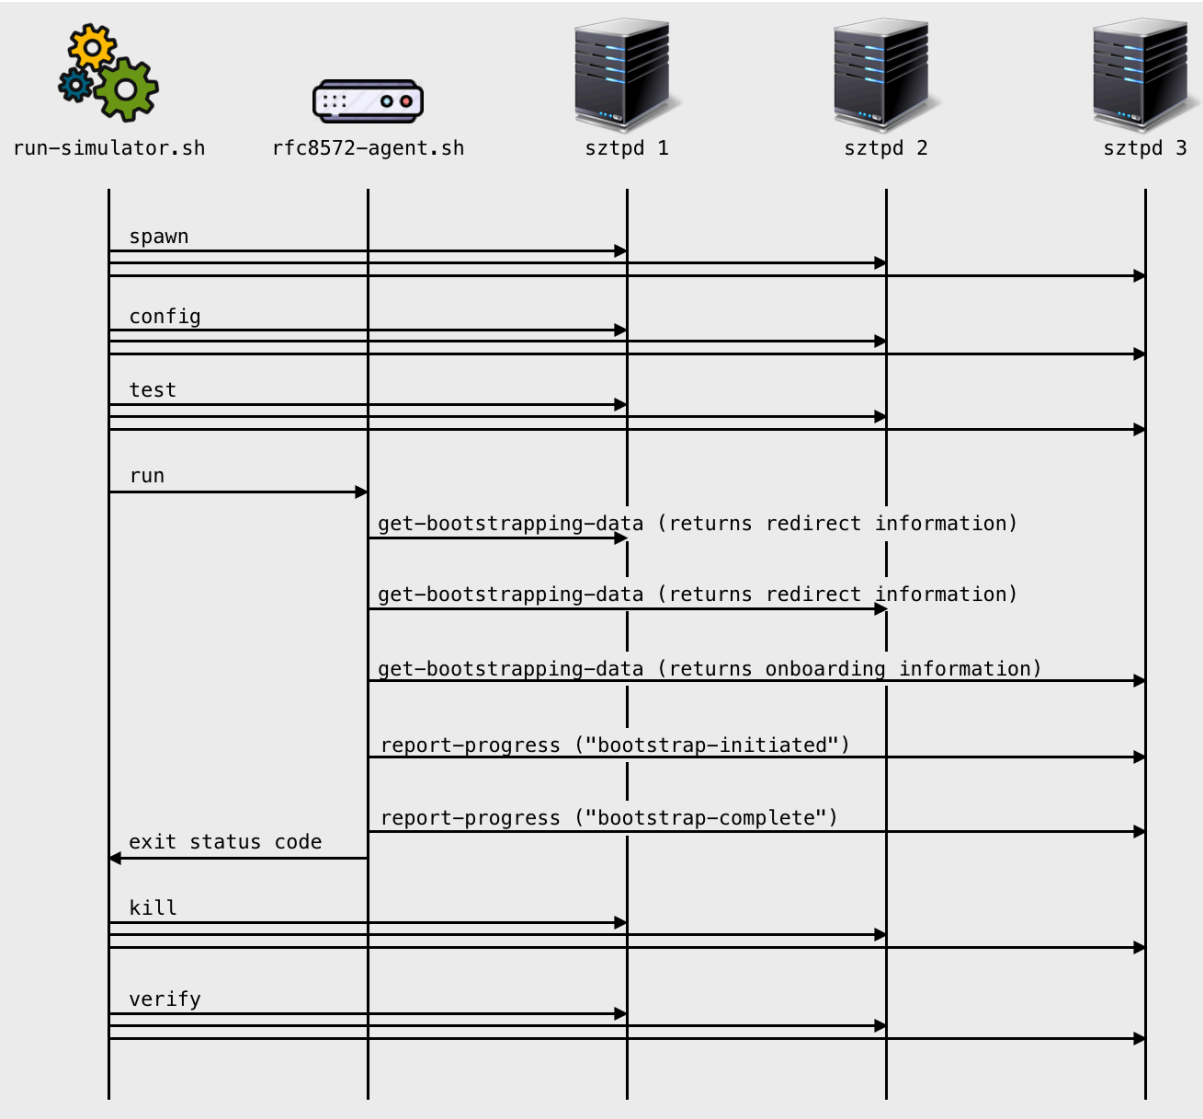 run-simulator.sh
rfc8572-agent.sh
sztpd 1
sztpd 2
sztpd 3
spawn
config
test
run
get-bootstrapping-data (returns redirect information)
get-bootstrapping-data (returns redirect information)
get-bootstrapping-data (returns onboarding information)
report-progress ("bootstrap-initiated")
report-progress ("bootstrap-complete")
exit status code
kill
verify